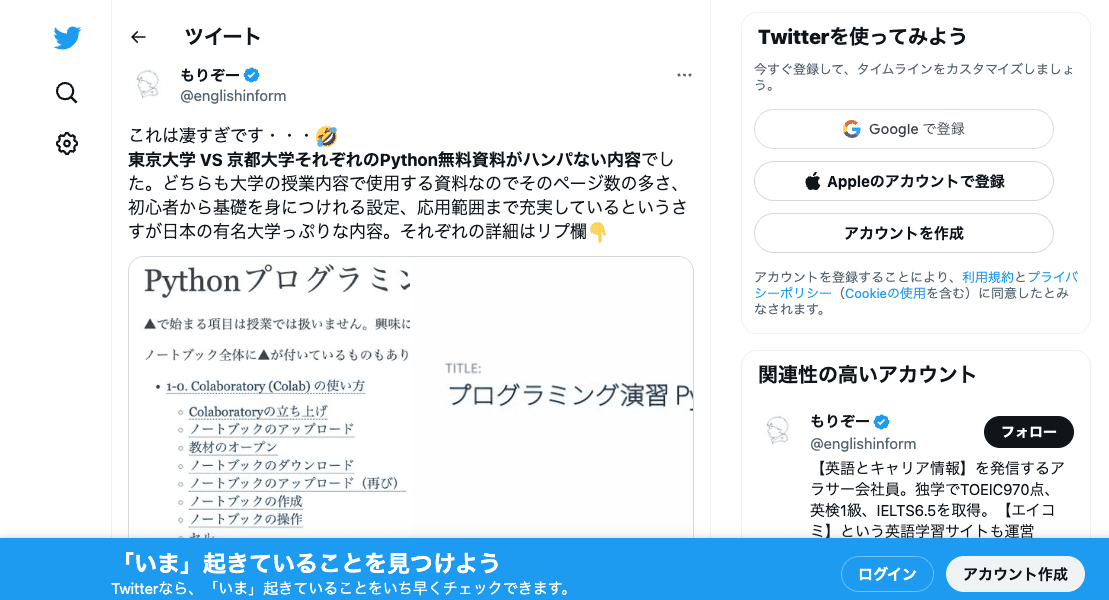 ツイート
もりぞー
@englishinform
これは凄すぎです・・・🤣
東京大学 VS 京都大学それぞれのPython無料資料がハンパない内容でし
た。どちらも大学の授業内容で使用する資料なのでそのページ数の多さ、
初心者から基礎を身につけれる設定、応用範囲まで充実しているというさ
すが日本の有名大学っぷりな内容。それぞれの詳細はリプ欄👇
Pythonプログラミン
▲で始まる項目は授業では扱いません。興味に
ノートブック全体に▲が付いているものもあり
• 1-0. Colaboratory (Colab) の使い方
◦ Colaboratoryの立ち上げ
◦ ノートブックのアップロード
◦ 教材のオープン
◦ ノートブックのダウンロード
◦ ノートブックのアップロード（再び）
◦ ノートブックの作成
◦ ノートブックの操作
◦ セル
TITLE:
プログラミング演習 Py
Twitterを使ってみよう
今すぐ登録して、タイムラインをカスタマイズしましょ
う。
Google で登録
Appleのアカウントで登録
アカウントを作成
アカウントを登録することにより、利用規約とプライバ
シーポリシー（Cookieの使用を含む）に同意したとみ
なされます。
関連性の高いアカウント
もりぞー
@englishinform
フォロー
【英語とキャリア情報】を発信するア
ラサー会社員。独学でTOEIC970点、
英検1級、IELTS6.5を取得。【エイコ
ミ】という英語学習サイトも運営
「いま」起きていることを見つけよう
Twitterなら、「いま」起きていることをいち早くチェックできます。
ログイン
アカウント作成